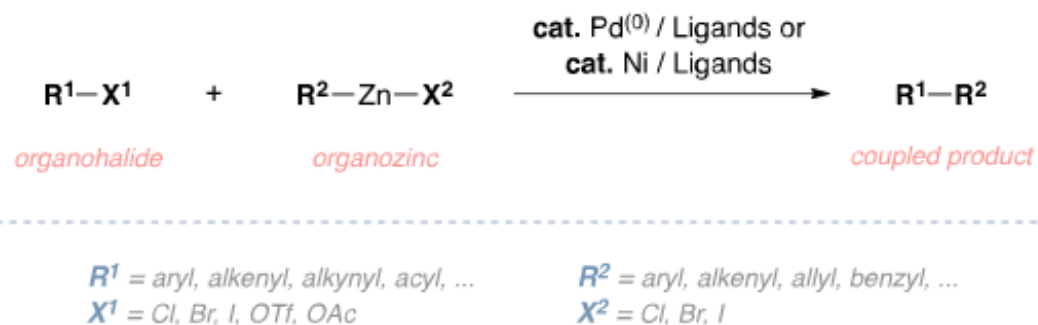 cat. Pd(0) / Ligands or
cat. Ni / Ligands
R1—X1 + R2—Zn—X2 R1—R2
organohalide organozinc coupled product
R1 = aryl, alkenyl, alkynyl, acyl, ... R2 = aryl, alkenyl, allyl, benzyl, ...
X1 = Cl, Br, I, OTf, OAc X2 = Cl, Br, I